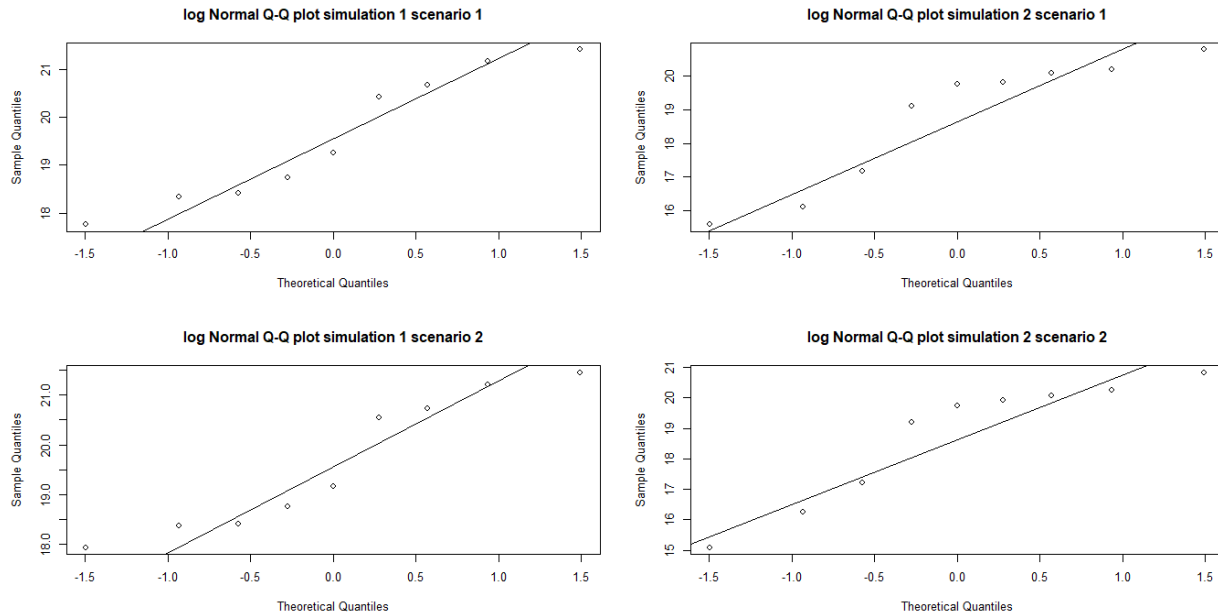 log Normal Q-Q plot simulation 1 scenario 1
Sample Quantiles
21
20
19
18
-1.5 -1.0 -0.5 0.0 0.5 1.0 1.5
Theoretical Quantiles
log Normal Q-Q plot simulation 2 scenario 1
Sample Quantiles
20
19
18
17
16
-1.5 -1.0 -0.5 0.0 0.5 1.0 1.5
Theoretical Quantiles
log Normal Q-Q plot simulation 1 scenario 2
Sample Quantiles
21.0
20.0
19.0
18.0
-1.5 -1.0 -0.5 0.0 0.5 1.0 1.5
Theoretical Quantiles
log Normal Q-Q plot simulation 2 scenario 2
Sample Quantiles
21
20
19
18
17
16
15
-1.5 -1.0 -0.5 0.0 0.5 1.0 1.5
Theoretical Quantiles